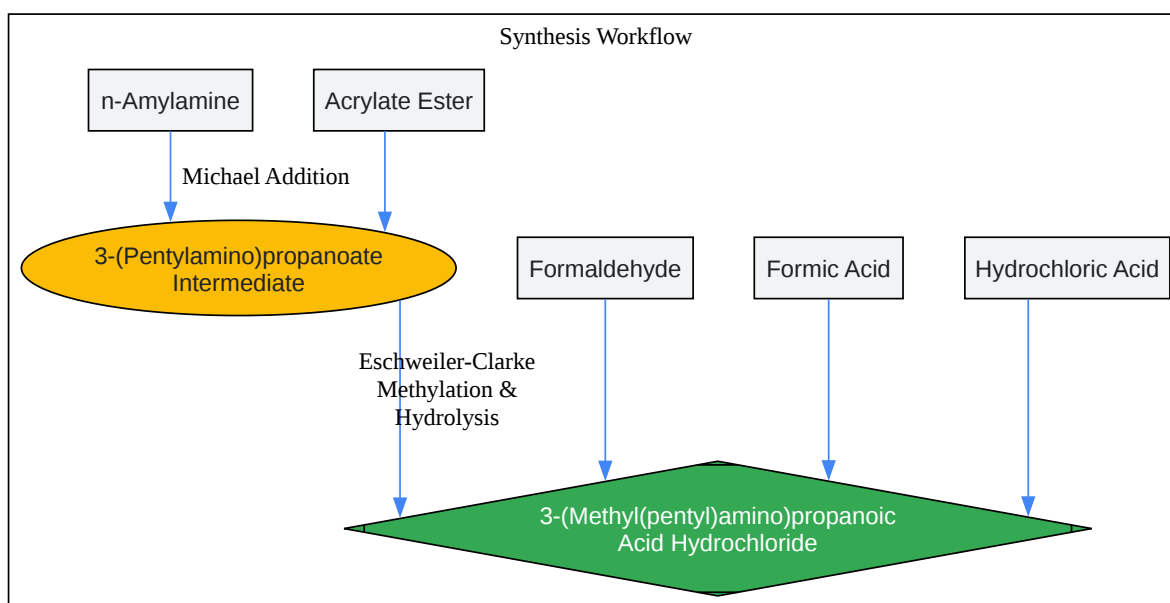 Synthesis Workflow
n-Amylamine
Acrylate Ester
Michael Addition
3-(Pentylamino)propanoate
Intermediate
Formaldehyde
Formic Acid
Hydrochloric Acid
Eschweiler-Clarke
Methylation &
Hydrolysis
3-(Methyl(pentyl)amino)propanoic
Acid Hydrochloride